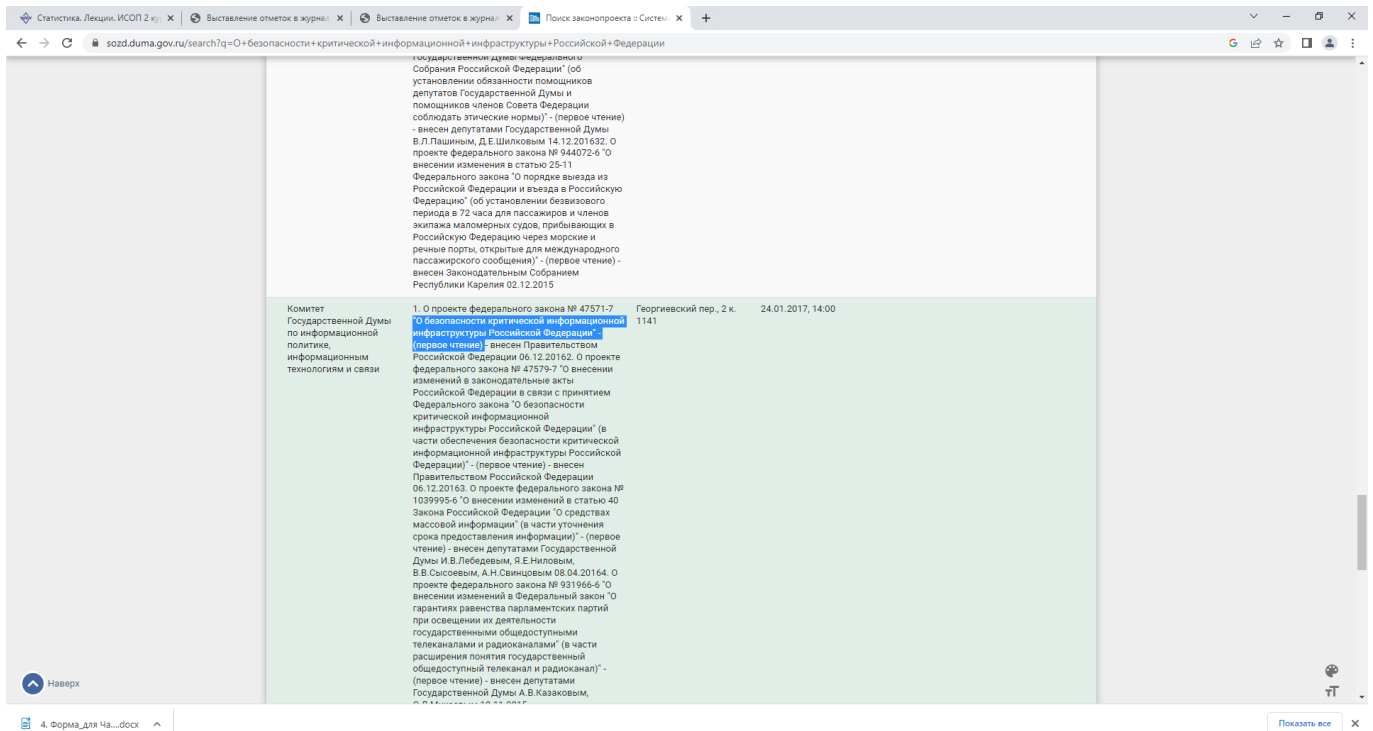 Статистика. Лекции. ИСОП 2 ку
Выставление отметок в журнал
Выставление отметок в журнал
Поиск законопроекта :: Систем
sozd.duma.gov.ru/search?q=О+безопасности+критической+информационной+инфраструктуры+Российской+Федерации
Государственной Думы Федерального
Собрания Российской Федерации" (об
установлении обязанности помощников
депутатов Государственной Думы и
помощников членов Совета Федерации
соблюдать этические нормы)" - (первое чтение)
- внесен депутатами Государственной Думы
В.Л.Пашиным, Д.Е.Шилковым 14.12.201632. О
проекте федерального закона № 944072-6 "О
внесении изменения в статью 25-11
Федерального закона "О порядке выезда из
Российской Федерации и въезда в Российскую
Федерацию" (об установлении безвизового
периода в 72 часа для пассажиров и членов
экипажа маломерных судов, прибывающих в
Российскую Федерацию через морские и
речные порты, открытые для международного
пассажирского сообщения)" - (первое чтение) -
внесен Законодательным Собранием
Республики Карелия 02.12.2015
Комитет
Государственной Думы
по информационной
политике,
информационным
технологиям и связи
1. О проекте федерального закона № 47571-7
"О безопасности критической информационной
инфраструктуры Российской Федерации" -
(первое чтение) - внесен Правительством
Российской Федерации 06.12.20162. О проекте
федерального закона № 47579-7 "О внесении
изменений в законодательные акты
Российской Федерации в связи с принятием
Федерального закона "О безопасности
критической информационной
инфраструктуры Российской Федерации" (в
части обеспечения безопасности критической
информационной инфраструктуры Российской
Федерации)" - (первое чтение) - внесен
Правительством Российской Федерации
06.12.20163. О проекте федерального закона №
1039995-6 "О внесении изменений в статью 40
Закона Российской Федерации "О средствах
массовой информации" (в части уточнения
срока предоставления информации)" - (первое
чтение) - внесен депутатами Государственной
Думы И.В.Лебедевым, Я.Е.Ниловым,
В.В.Сысоевым, А.Н.Свинцовым 08.04.20164. О
проекте федерального закона № 931966-6 "О
внесении изменений в Федеральный закон "О
гарантиях равенства парламентских партий
при освещении их деятельности
государственными общедоступными
телеканалами и радиоканалами" (в части
расширения понятия государственный
общедоступный телеканал и радиоканал)" -
(первое чтение) - внесен депутатами
Государственной Думы А.В.Казаковым,
Георгиевский пер., 2 к.
1141
24.01.2017, 14:00
Наверх
тТ
4. Форма_для Ча....docx
Показать все